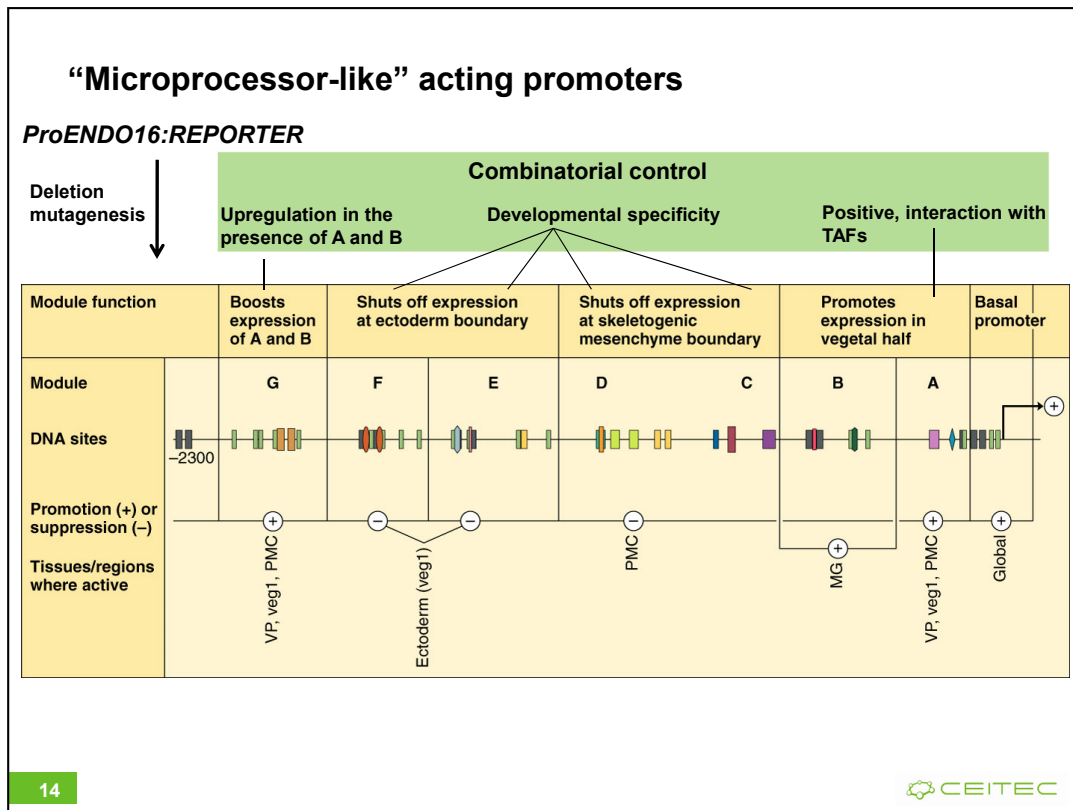 “Microprocessor-like” acting promoters
ProENDO16:REPORTER
Deletion
mutagenesis
Combinatorial control
Upregulation in the
presence of A and B
Developmental specificity
Positive, interaction with
TAFs
Module function
Boosts
expression
of A and B
Shuts off expression
at ectoderm boundary
Shuts off expression
at skeletogenic
mesenchyme boundary
Promotes
expression in
vegetal half
Basal
promoter
Module
G
F
E
D
C
B
A
DNA sites
–2300
+
Promotion (+) or
suppression (–)
+
–
–
–
+
+
+
Tissues/regions
where active
VP, veg1, PMC
Ectoderm (veg1)
PMC
MG
VP, veg1, PMC
Global
14
CEITEC